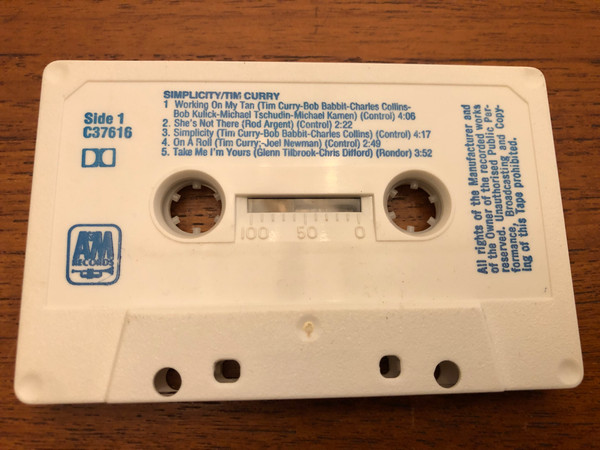 SIMPLICITY/TIM CURRY
1 Working On My Tan (Tim Curry-Bob Babbit-Charles Collins-
Bob Kulick-Michael Tschudin-Michael Kamen) (Control) 4:06
2. She's Not There (Rod Argent) (Control) 2:22
3. Simplicity (Tim Curry-Bob Babbit-Charles Collins) (Control) 4:17
4. On A Roll (Tim Curry;-Joel Newman) (Control) 2:49
5. Take Me I'm Yours (Glenn Tilbrook-Chris Difford) (Rondor) 3:52
Side 1
C37616
A&M
RECORDS
100 50 0
All rights of the Manufacturer and
of the Owner of the recorded works
reserved. Unauthorised Public Per-
formance, Broadcasting and Copy-
ing of this Tape prohibited.